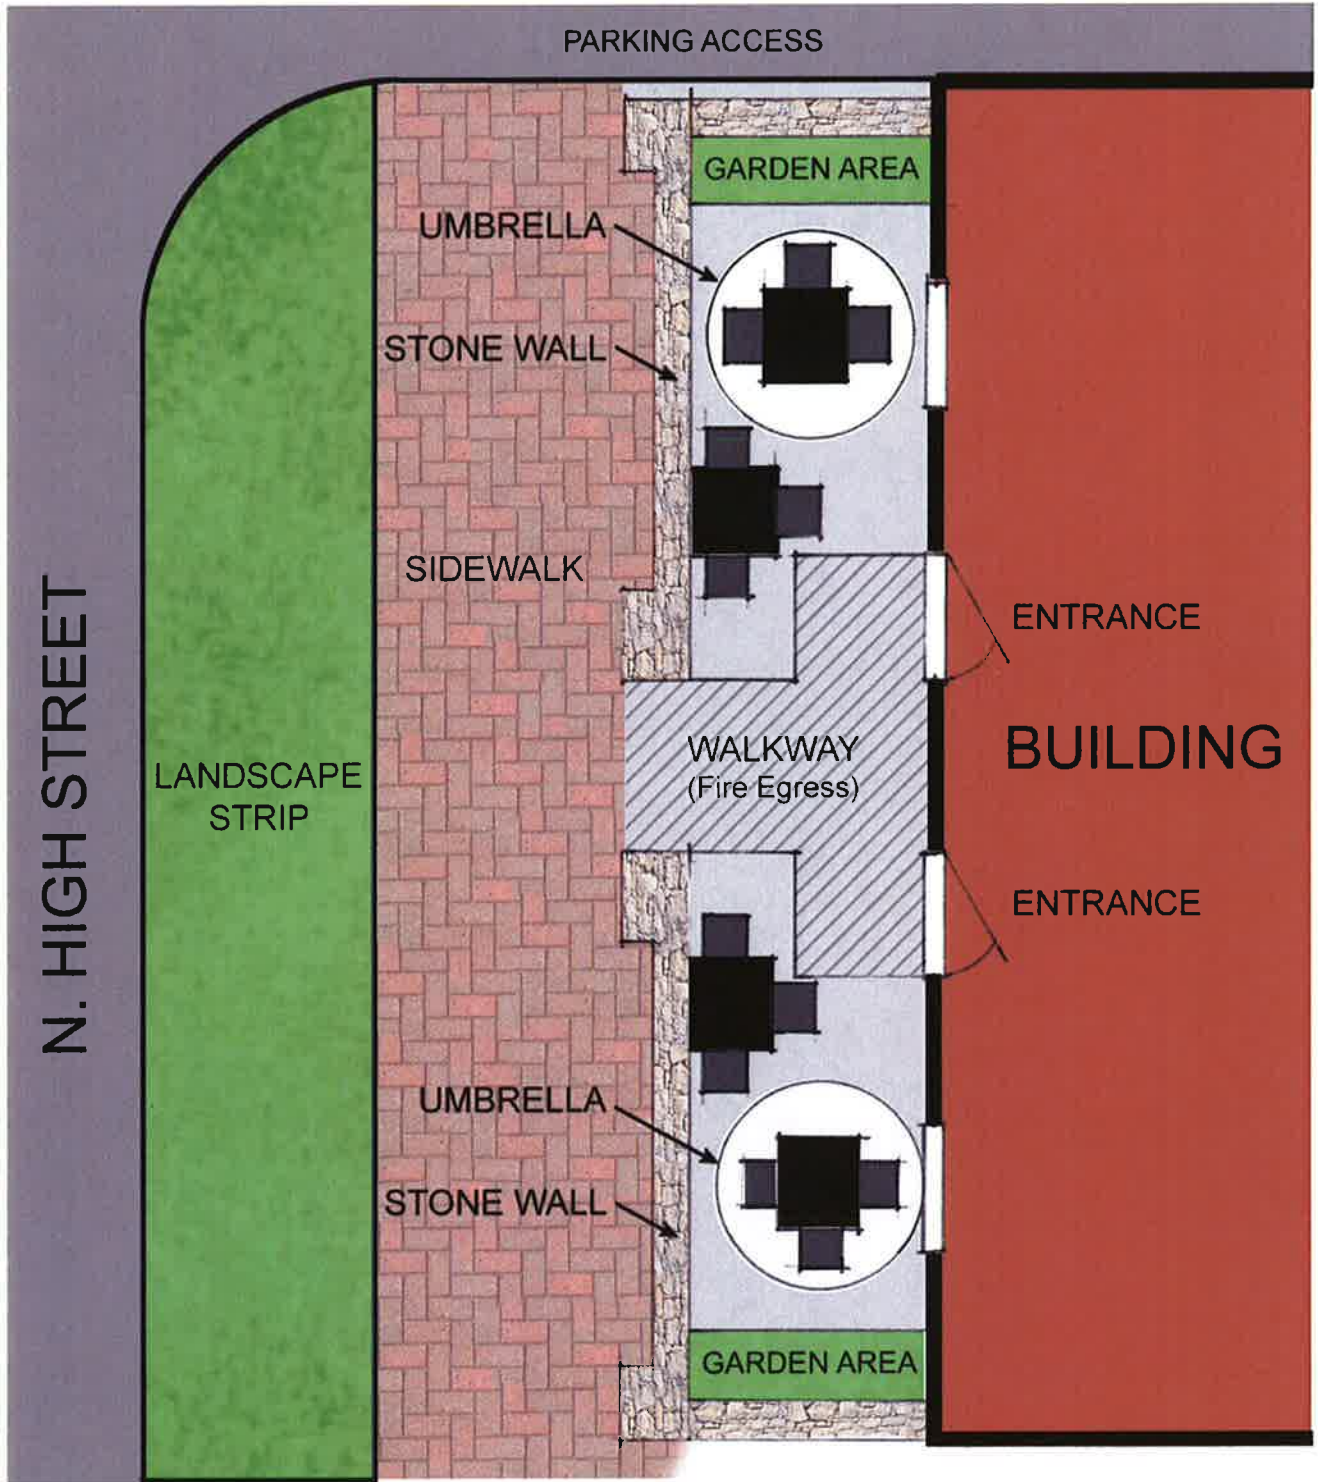 PARKING ACCESS
GARDEN AREA
UMBRELLA
STONE WALL
SIDEWALK
ENTRANCE
N. HIGH STREET
LANDSCAPE
STRIP
WALKWAY
(Fire Egress)
BUILDING
ENTRANCE
UMBRELLA
STONE WALL
GARDEN AREA